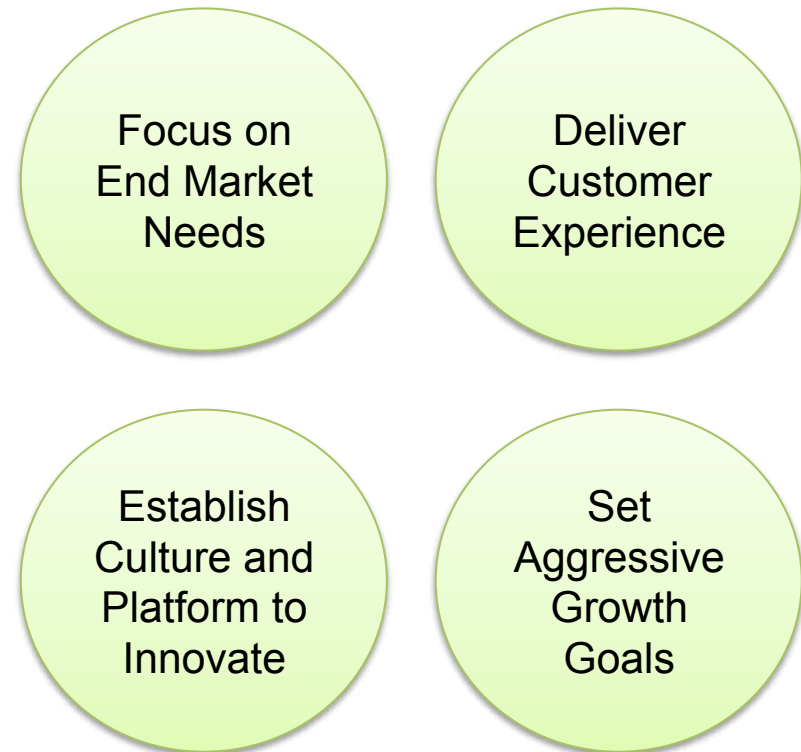 Focus on
End Market
Needs
Deliver
Customer
Experience
Establish
Culture and
Platform to
Innovate
Set
Aggressive
Growth
Goals